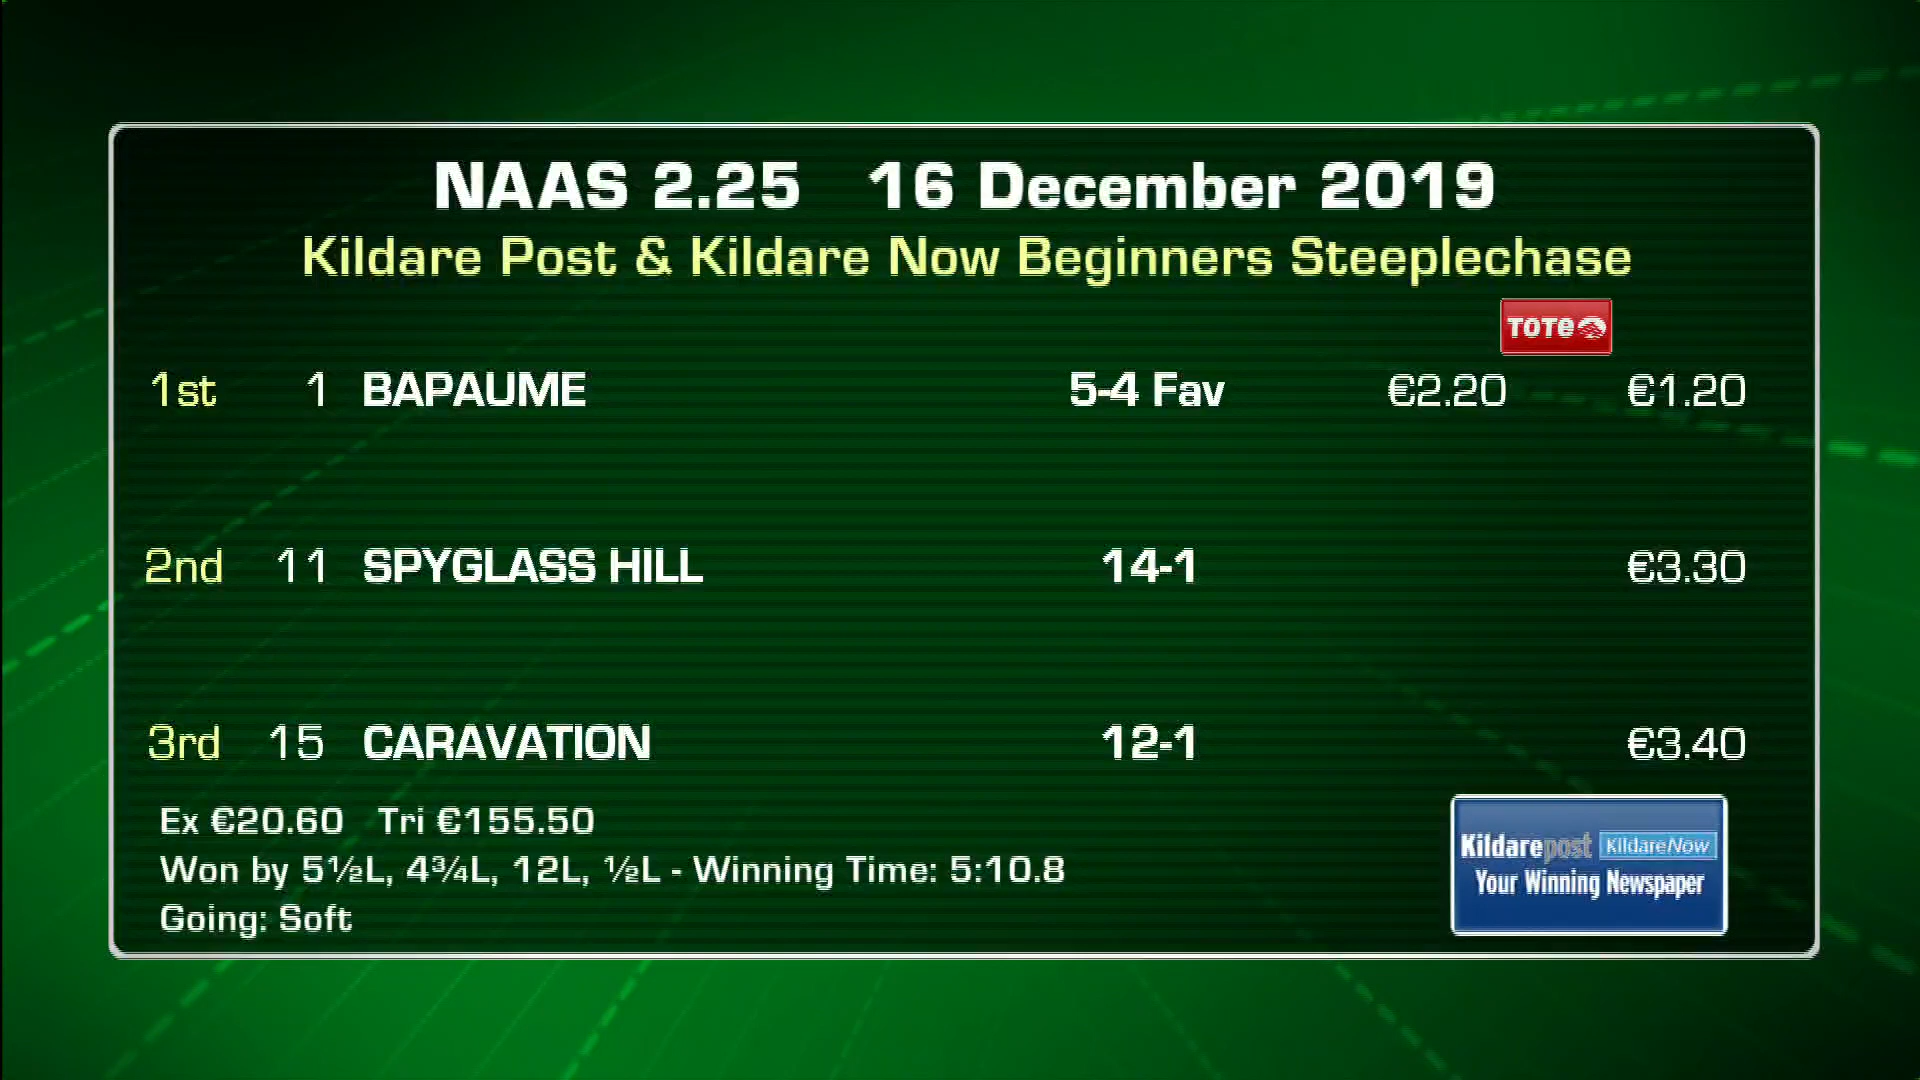 NAAS 2.25 16 December 2019
Kildare Post & Kildare Now Beginners Steeplechase
TOTE
1st 1 BAPAUME 5-4 Fav €2.20 €1.20
2nd 11 SPYGLASS HILL 14-1 €3.30
3rd 15 CARAVATION 12-1 €3.40
Ex €20.60 Tri €155.50
Won by 5½L, 4¾L, 12L, ½L - Winning Time: 5:10.8
Going: Soft
Kildarepost KildareNow
Your Winning Newspaper